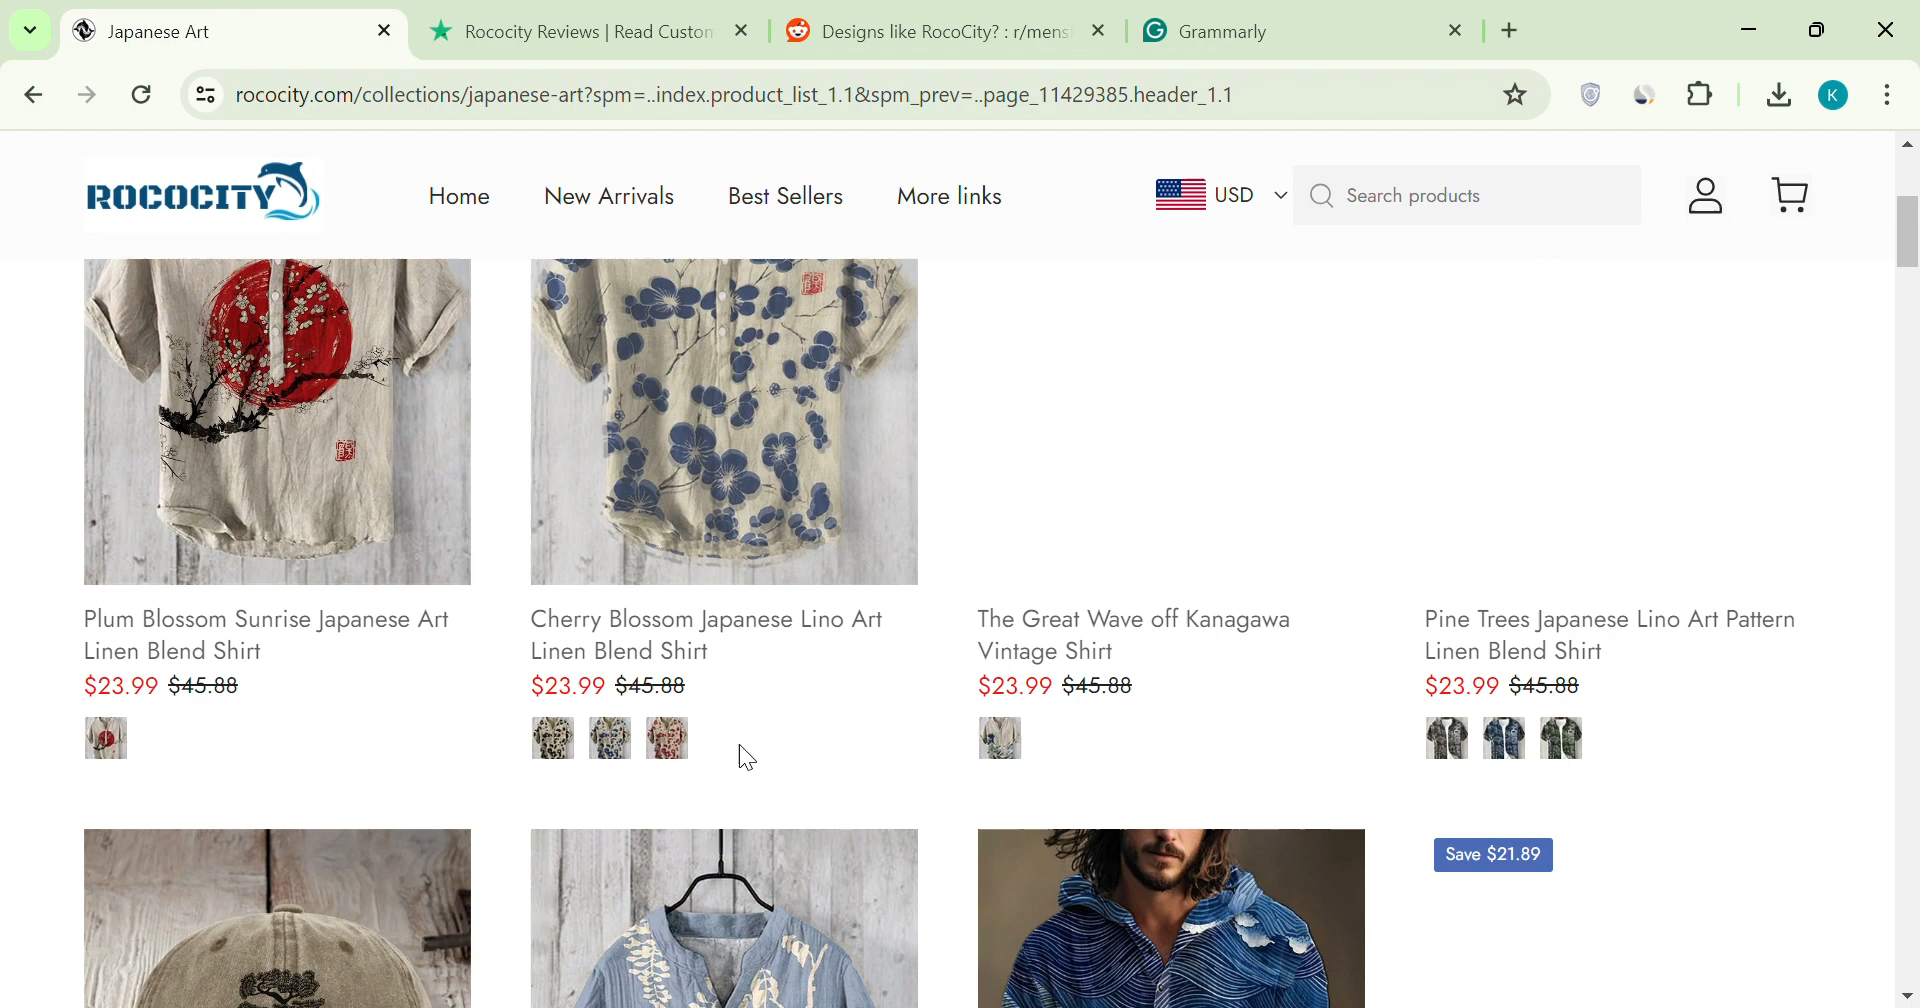 Japanese Art
Rococity Reviews | Read Custom
Designs like RocoCity? : r/mens
Grammarly
rococity.com/collections/japanese-art?spm=..index.product_list_1.1&spm_prev=..page_11429385.header_1.1
K
ROCOCITY
Home
New Arrivals
Best Sellers
More links
USD
Search products
Plum Blossom Sunrise Japanese Art
Linen Blend Shirt
$23.99 $45.88
Cherry Blossom Japanese Lino Art
Linen Blend Shirt
$23.99 $45.88
The Great Wave off Kanagawa
Vintage Shirt
$23.99 $45.88
Pine Trees Japanese Lino Art Pattern
Linen Blend Shirt
$23.99 $45.88
Save $21.89